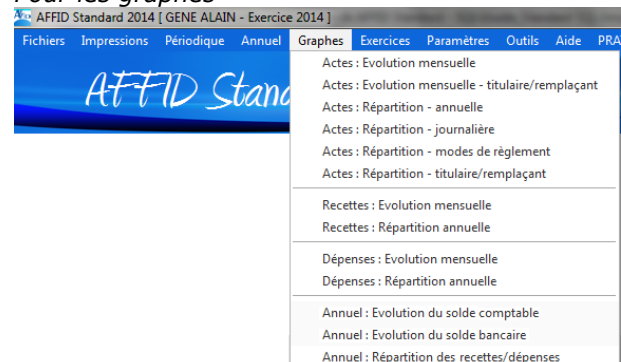 Pour les graphes
AFFID Standard 2014 [ GENE ALAIN - Exercice 2014 ]
Fichiers Impressions Périodique Annuel Graphes Exercices Paramètres Outils Aide PRA
AFFID Stand
Actes : Evolution mensuelle
Actes : Evolution mensuelle - titulaire/remplaçant
Actes : Répartition - annuelle
Actes : Répartition - journalière
Actes : Répartition - modes de règlement
Actes : Répartition - titulaire/remplaçant
Recettes : Evolution mensuelle
Recettes : Répartition annuelle
Dépenses : Evolution mensuelle
Dépenses : Répartition annuelle
Annuel : Evolution du solde comptable
Annuel : Evolution du solde bancaire
Annuel : Répartition des recettes/dépenses